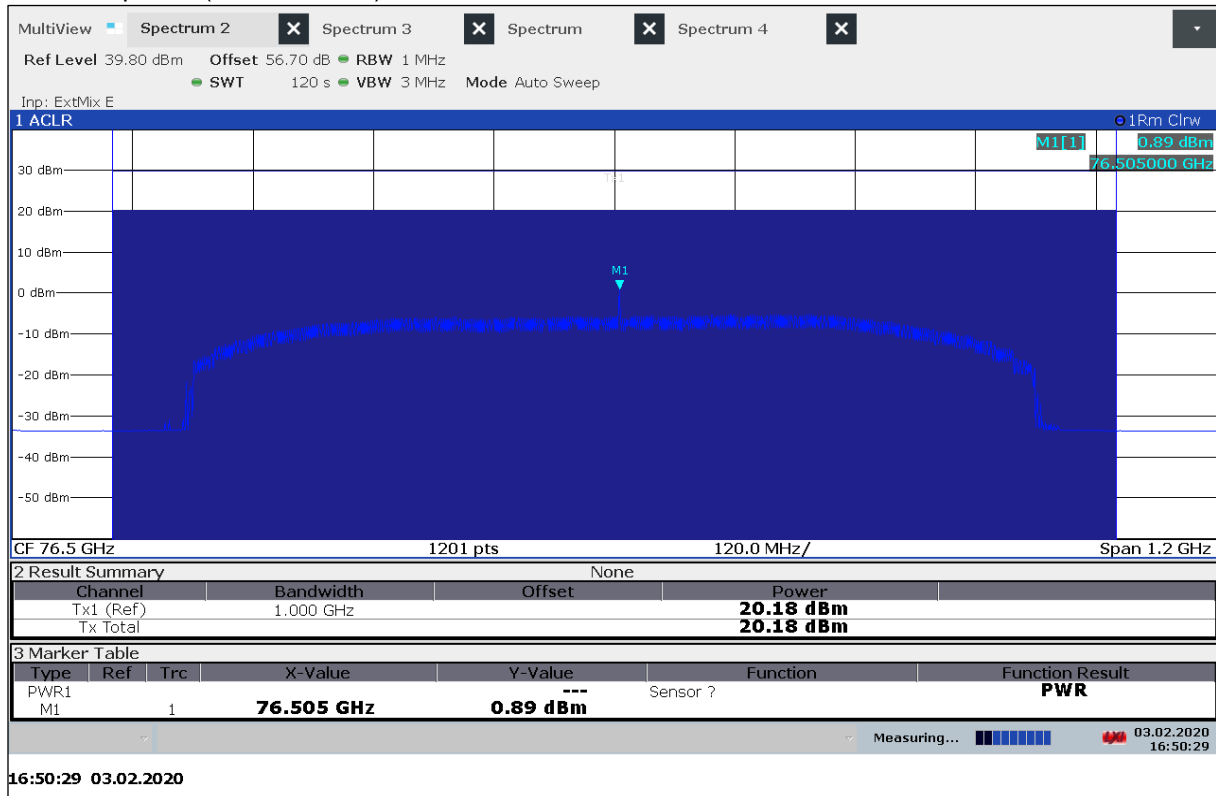 MultiView Spectrum 2 Spectrum 3 Spectrum Spectrum 4
Ref Level 39.80 dBm Offset 56.70 dB RBW 1 MHz
SWT 120 s VBW 3 MHz Mode Auto Sweep
Inp: ExtMix E
1 ACLR 1Rm Clrw
M1[1] 0.89 dBm
76.505000 GHz
30 dBm
20 dBm
10 dBm
M1
0 dBm
-10 dBm
-20 dBm
-30 dBm
-40 dBm
-50 dBm
CF 76.5 GHz 1201 pts 120.0 MHz/ Span 1.2 GHz
2 Result Summary None
Channel Bandwidth Offset Power
Tx1 (Ref) 1.000 GHz 20.18 dBm
Tx Total 20.18 dBm
3 Marker Table
Type Ref Trc X-Value Y-Value Function Function Result
PWR1 --- Sensor ? PWR
M1 1 76.505 GHz 0.89 dBm
Measuring... 03.02.2020
16:50:29
16:50:29 03.02.2020